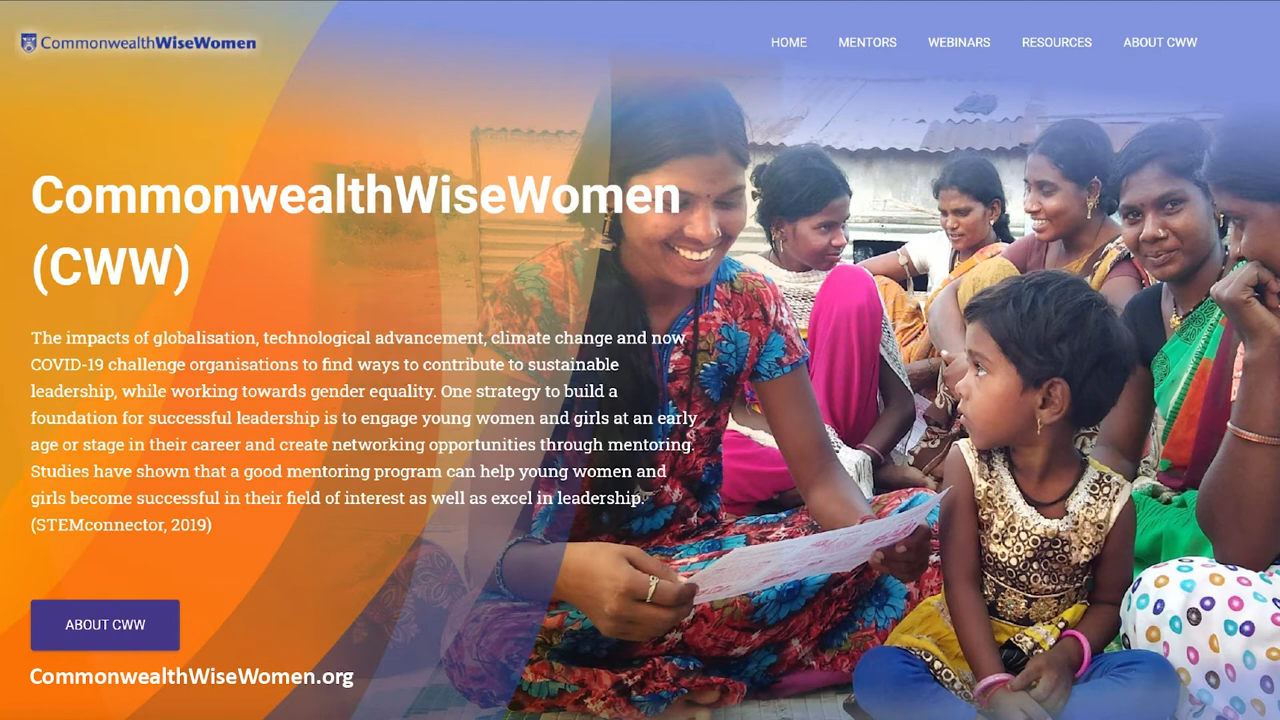 CommonwealthWiseWomen
HOME MENTORS WEBINARS RESOURCES ABOUT CWW
CommonwealthWiseWomen
(CWW)
The impacts of globalisation, technological advancement, climate change and now
COVID-19 challenge organisations to find ways to contribute to sustainable
leadership, while working towards gender equality. One strategy to build a
foundation for successful leadership is to engage young women and girls at an early
age or stage in their career and create networking opportunities through mentoring.
Studies have shown that a good mentoring program can help young women and
girls become successful in their field of interest as well as excel in leadership.
(STEMconnector, 2019)
ABOUT CWW
CommonwealthWiseWomen.org